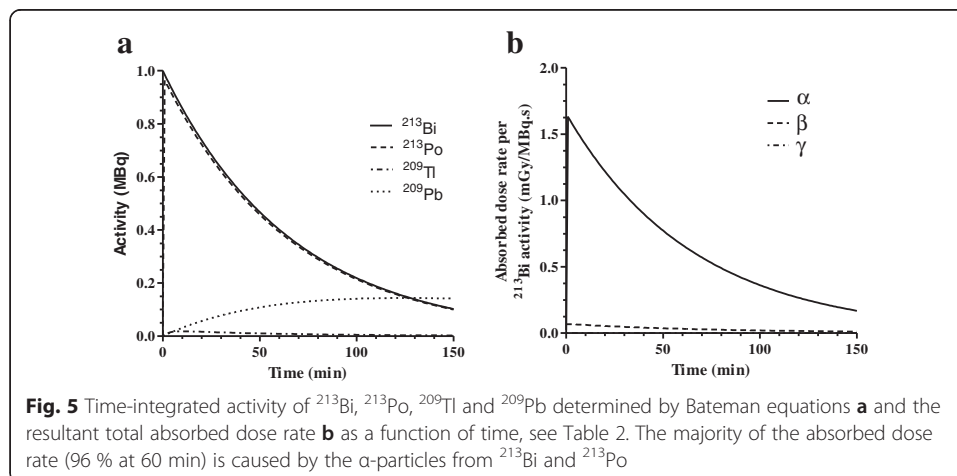 a
Activity (MBq)
1.0
0.8
0.6
0.4
0.2
0.0
0
50
100
150
Time (min)
²¹³Bi
²¹³Po
²⁰⁹Tl
²⁰⁹Pb
b
Absorbed dose rate per
²¹³Bi activity (mGy/MBq.s)
2.0
1.5
1.0
0.5
0.0
0
50
100
150
Time (min)
α
β
γ
Fig. 5 Time-integrated activity of ²¹³Bi, ²¹³Po, ²⁰⁹Tl and ²⁰⁹Pb determined by Bateman equations a and the
resultant total absorbed dose rate b as a function of time, see Table 2. The majority of the absorbed dose
rate (96 % at 60 min) is caused by the α-particles from ²¹³Bi and ²¹³Po